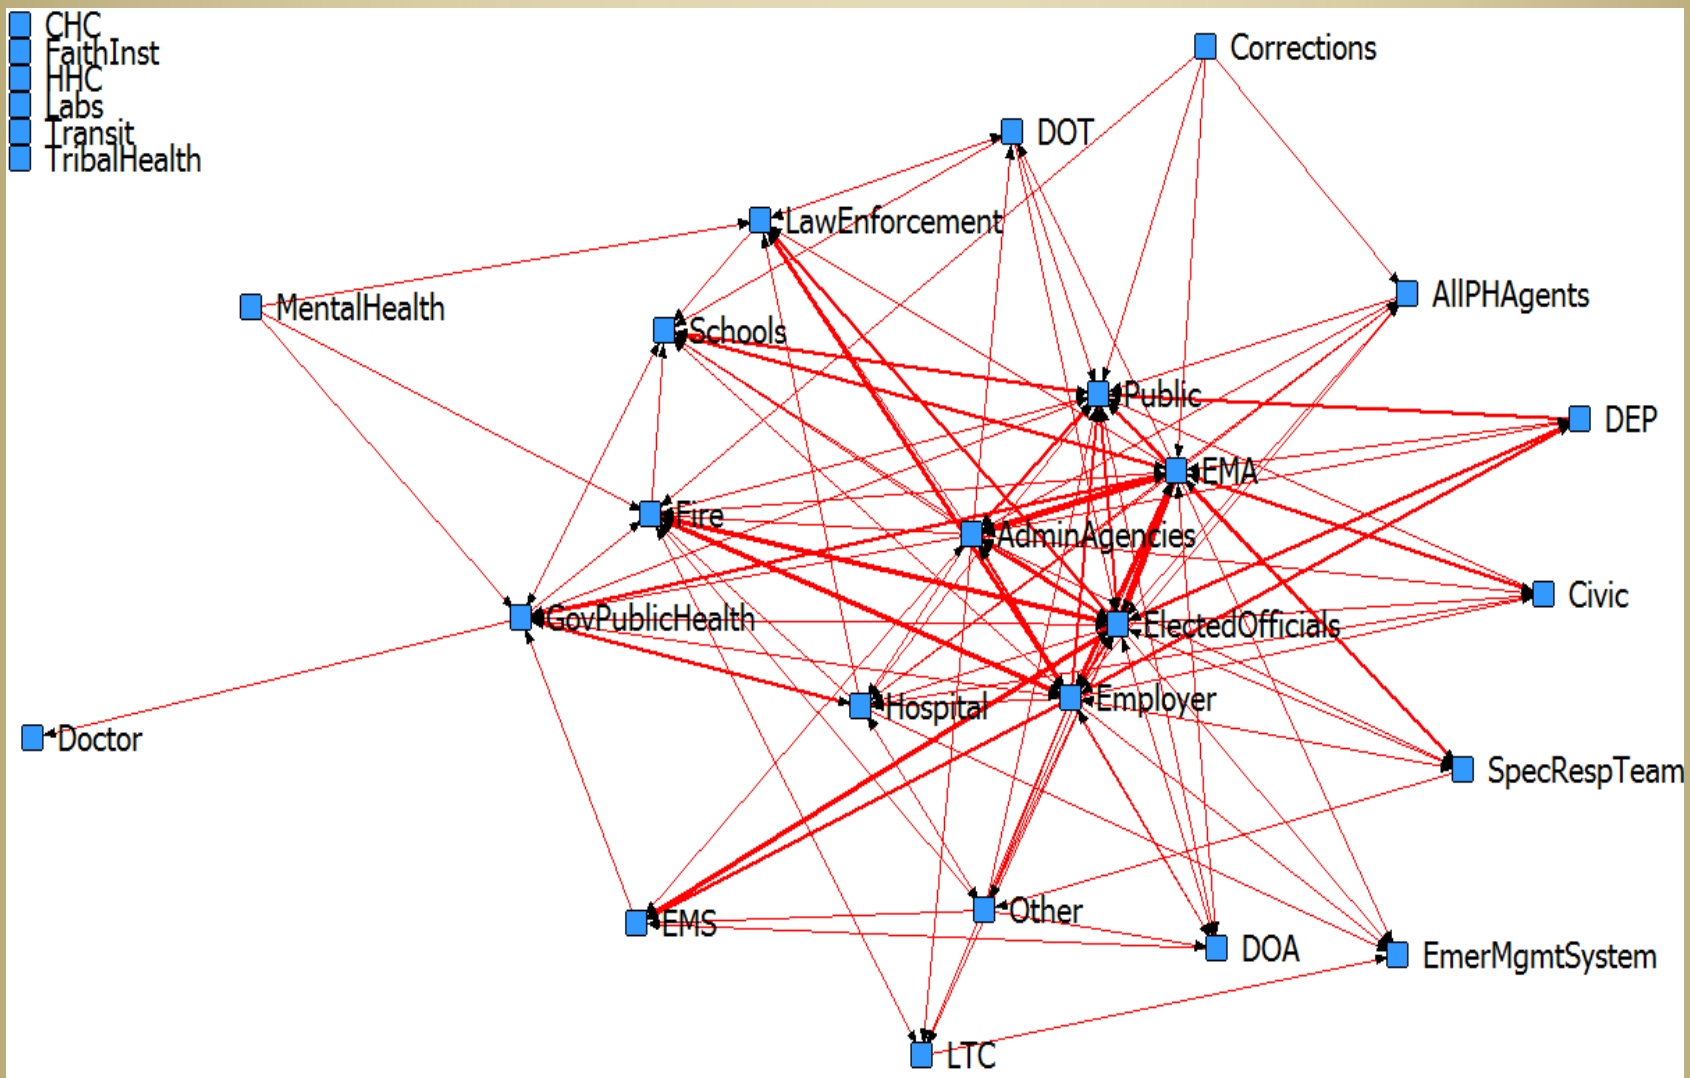 CHC
FaithInst
HHC
Labs
Transit
TribalHealth
Corrections
DOT
LawEnforcement
MentalHealth
AllPHAgents
Schools
Public
DEP
EMA
Fire
AdminAgencies
Civic
GovPublicHealth
ElectedOfficials
Employer
Hospital
Doctor
SpecRespTeam
Other
EMS
DOA
EmerMgmtSystem
LTC